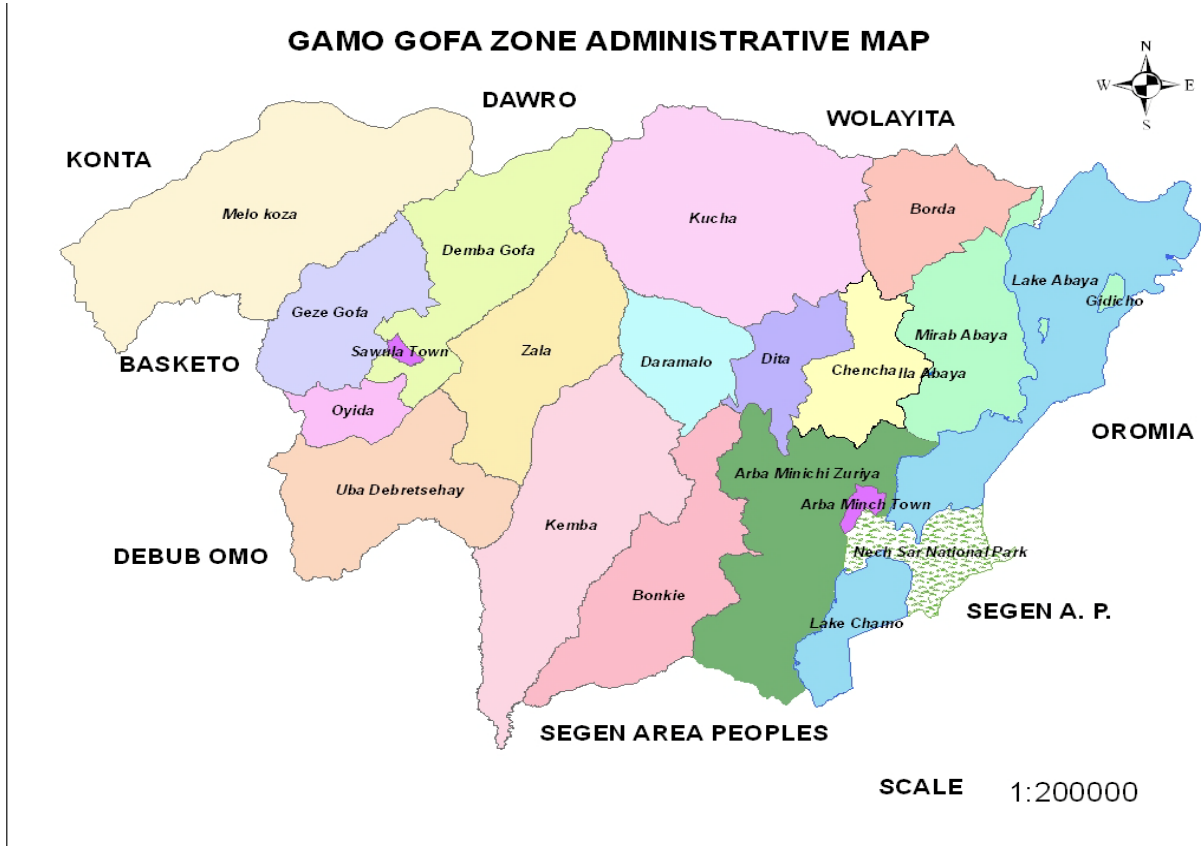 GAMO GOFA ZONE ADMINISTRATIVE MAP
N
W E
S
DAWRO
WOLAYITA
KONTA
Melo koza
Kucha
Borda
Demba Gofa
Lake Abaya
Gidicho
Geze Gofa
Mirab Abaya
Sawula Town
Zala
Daramalo
Dita
Chencha
lla Abaya
BASKETO
Oyida
OROMIA
Arba Minichi Zuriya
Uba Debretsehay
Arba Minch Town
Kemba
Nech Sar National Park
DEBUB OMO
Bonkie
SEGEN A. P.
Lake Chamo
SEGEN AREA PEOPLES
SCALE 1:200000